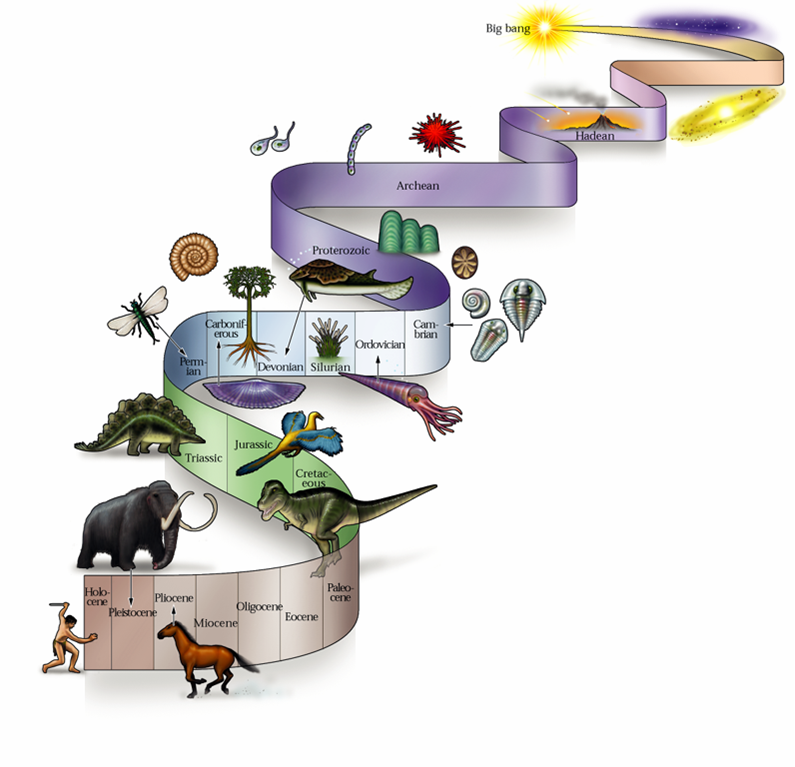 Big bang
Hadean
Archean
Proterozoic
Cam-
brian
Ordovician
Silurian
Devonian
Carbonif-
erous
Perm-
ian
Triassic
Jurassic
Cretac-
eous
Paleo-
cene
Eocene
Oligocene
Miocene
Pliocene
Pleistocene
Holo-
cene